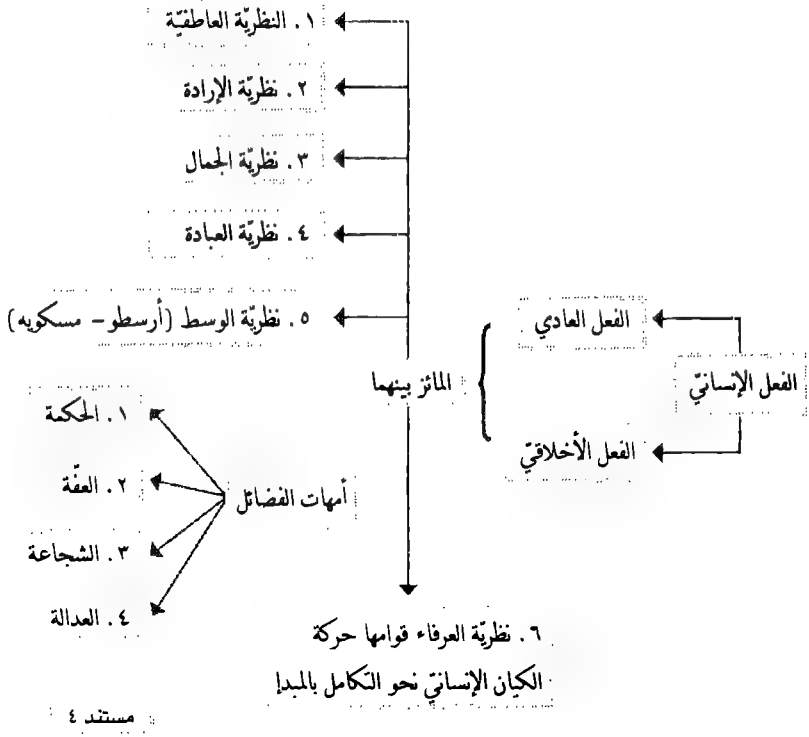 ١. النظريّة العاطفيّة
٢. نظريّة الإرادة
٣. نظريّة الجمال
٤. نظريّة العبادة
٥. نظريّة الوسط (أرسطو- مسكويه)
الفعل الإنسانيّ
الفعل العادي
الفعل الأخلاقيّ
المائز بينهما
أمهات الفضائل
١. الحكمة
٢. العفّة
٣. الشجاعة
٤. العدالة
٦. نظريّة العرفاء قوامها حركة
الكيان الإنسانيّ نحو التكامل بالمبدإ
مستند ٤